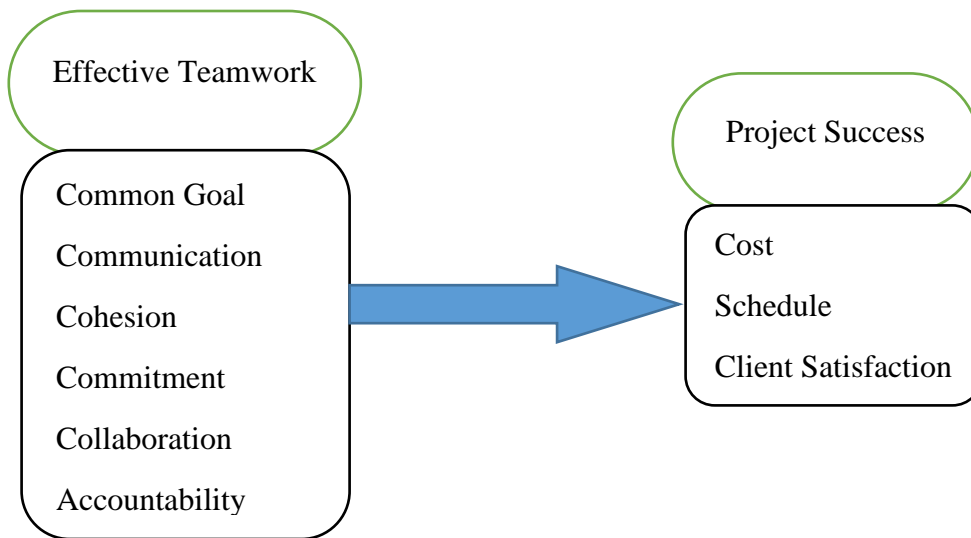 Effective Teamwork
Common Goal
Communication
Cohesion
Commitment
Collaboration
Accountability
Project Success
Cost
Schedule
Client Satisfaction